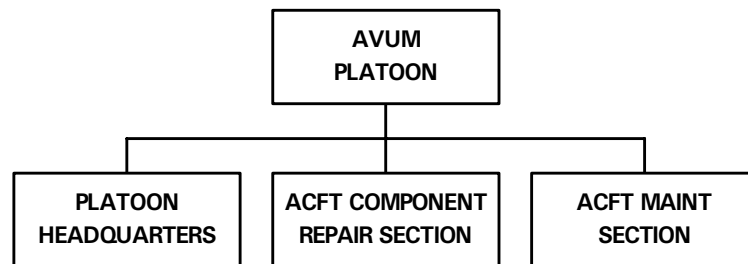 AVUM
PLATOON
PLATOON
HEADQUARTERS
ACFT COMPONENT
REPAIR SECTION
ACFT MAINT
SECTION